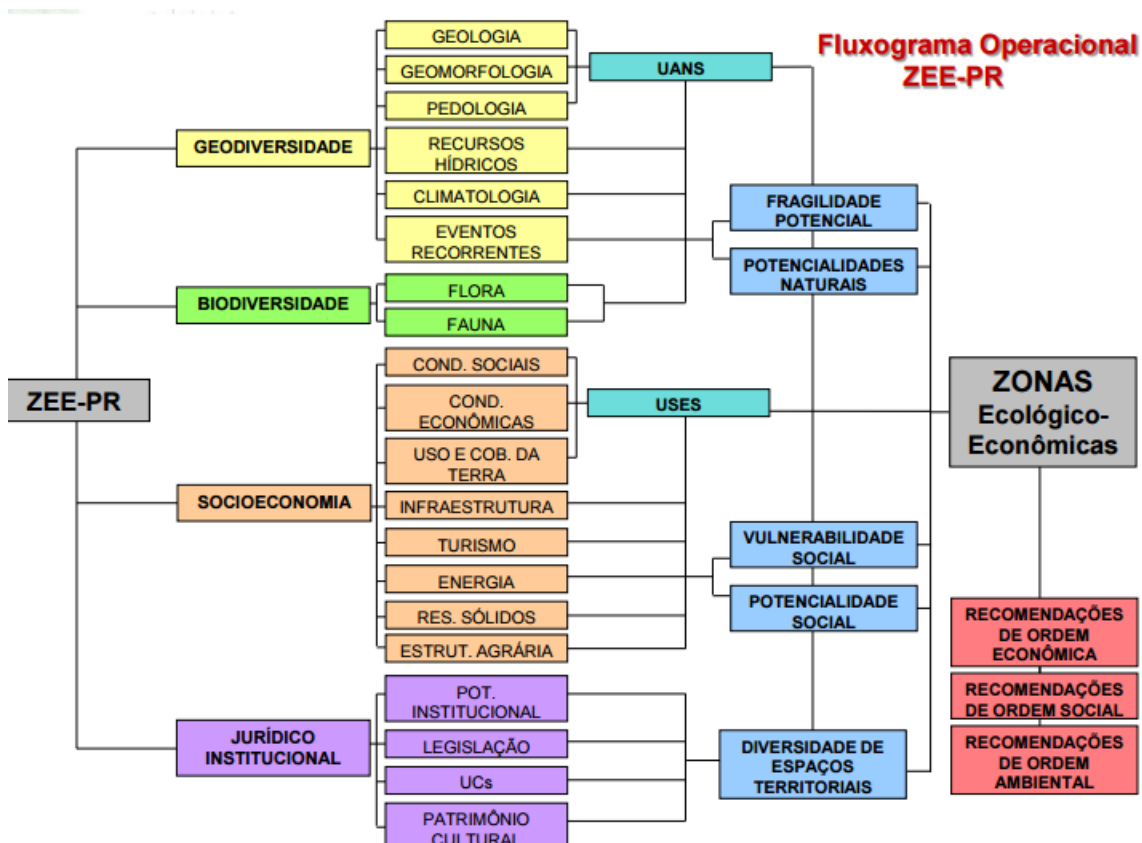 Fluxograma Operacional
ZEE-PR
ZEE-PR
GEODIVERSIDADE
BIODIVERSIDADE
SOCIOECONOMIA
JURÍDICO
INSTITUCIONAL
GEOLOGIA
GEOMORFOLOGIA
PEDOLOGIA
RECURSOS
HÍDRICOS
CLIMATOLOGIA
EVENTOS
RECORRENTES
FLORA
FAUNA
COND. SOCIAIS
COND.
ECONÔMICAS
USO E COB. DA
TERRA
INFRAESTRUTURA
TURISMO
ENERGIA
RES. SÓLIDOS
ESTRUT. AGRÁRIA
POT.
INSTITUCIONAL
LEGISLAÇÃO
UCs
PATRIMÔNIO
CULTURAL
UANS
USES
FRAGILIDADE
POTENCIAL
POTENCIALIDADES
NATURAIS
VULNERABILIDADE
SOCIAL
POTENCIALIDADE
SOCIAL
DIVERSIDADE DE
ESPAÇOS
TERRITORIAIS
ZONAS
Ecológico-
Econômicas
RECOMENDAÇÕES
DE ORDEM
ECONÔMICA
RECOMENDAÇÕES
DE ORDEM SOCIAL
RECOMENDAÇÕES
DE ORDEM
AMBIENTAL